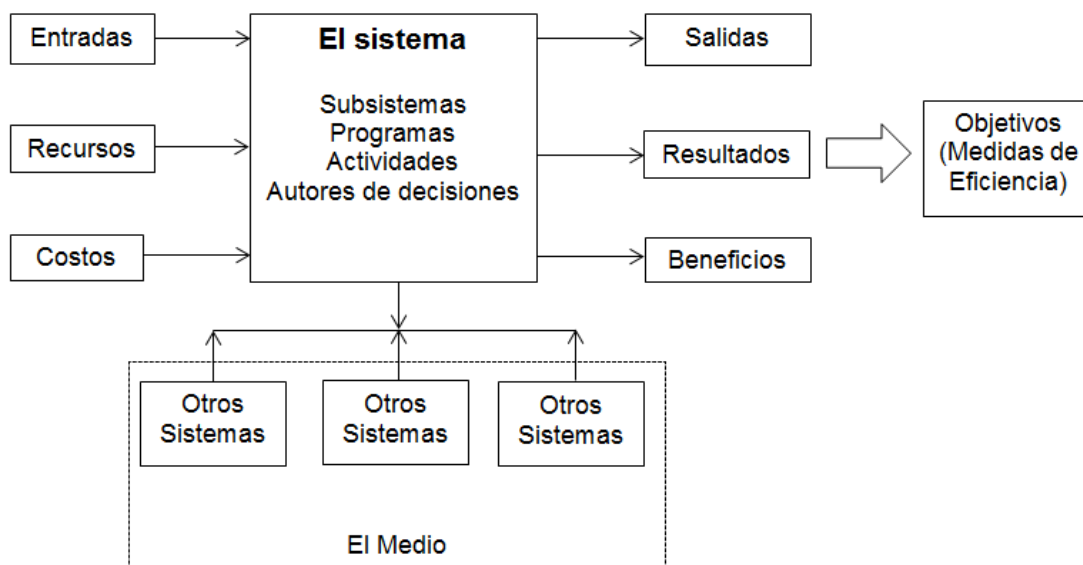 Entradas
Recursos
Costos
El sistema
Subsistemas
Programas
Actividades
Autores de decisiones
Salidas
Resultados
Beneficios
Objetivos
(Medidas de
Eficiencia)
Otros
Sistemas
Otros
Sistemas
Otros
Sistemas
El Medio